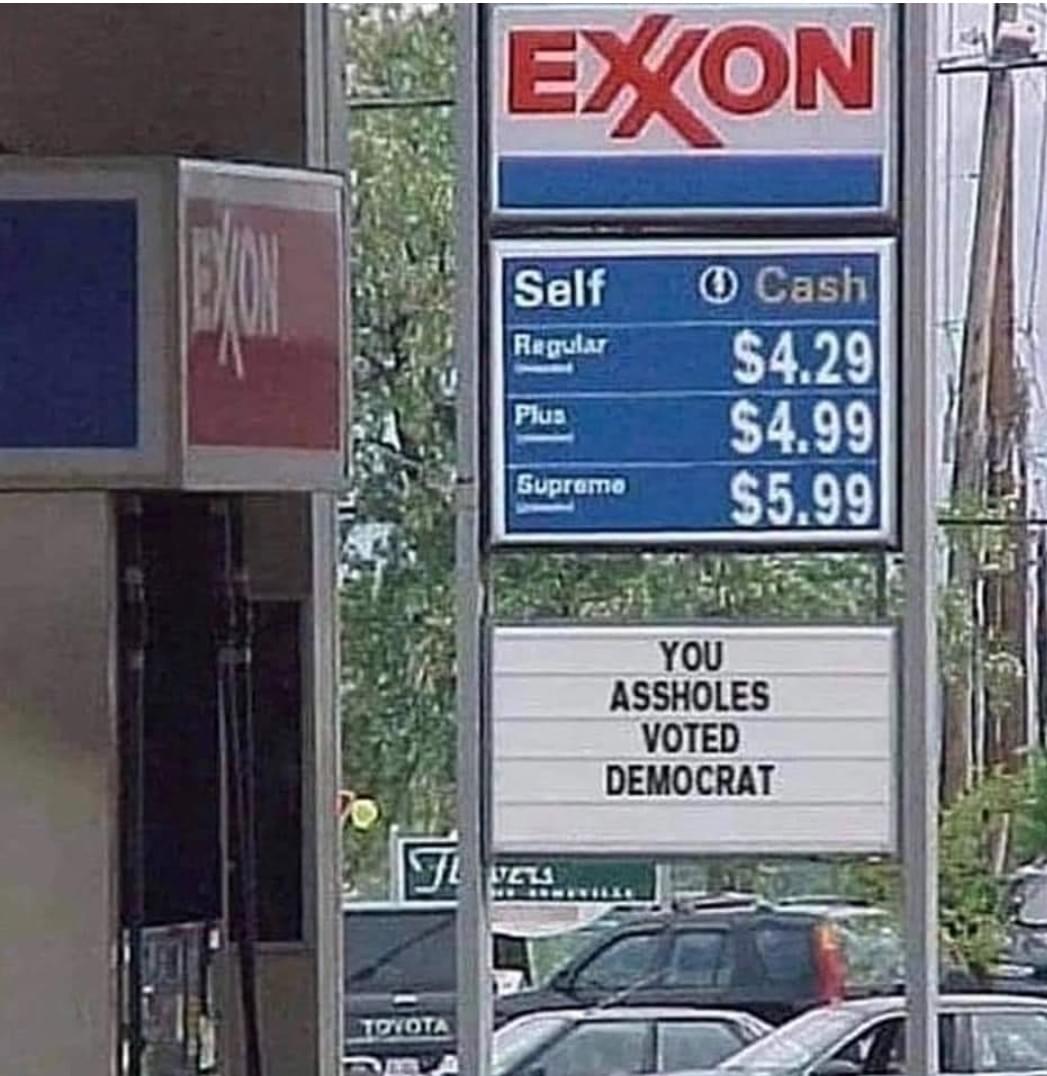 EXXON
EXXON
Self Cash
Regular $4.29
Plus $4.99
Supreme $5.99
YOU
ASSHOLES
VOTED
DEMOCRAT
TOYOTA